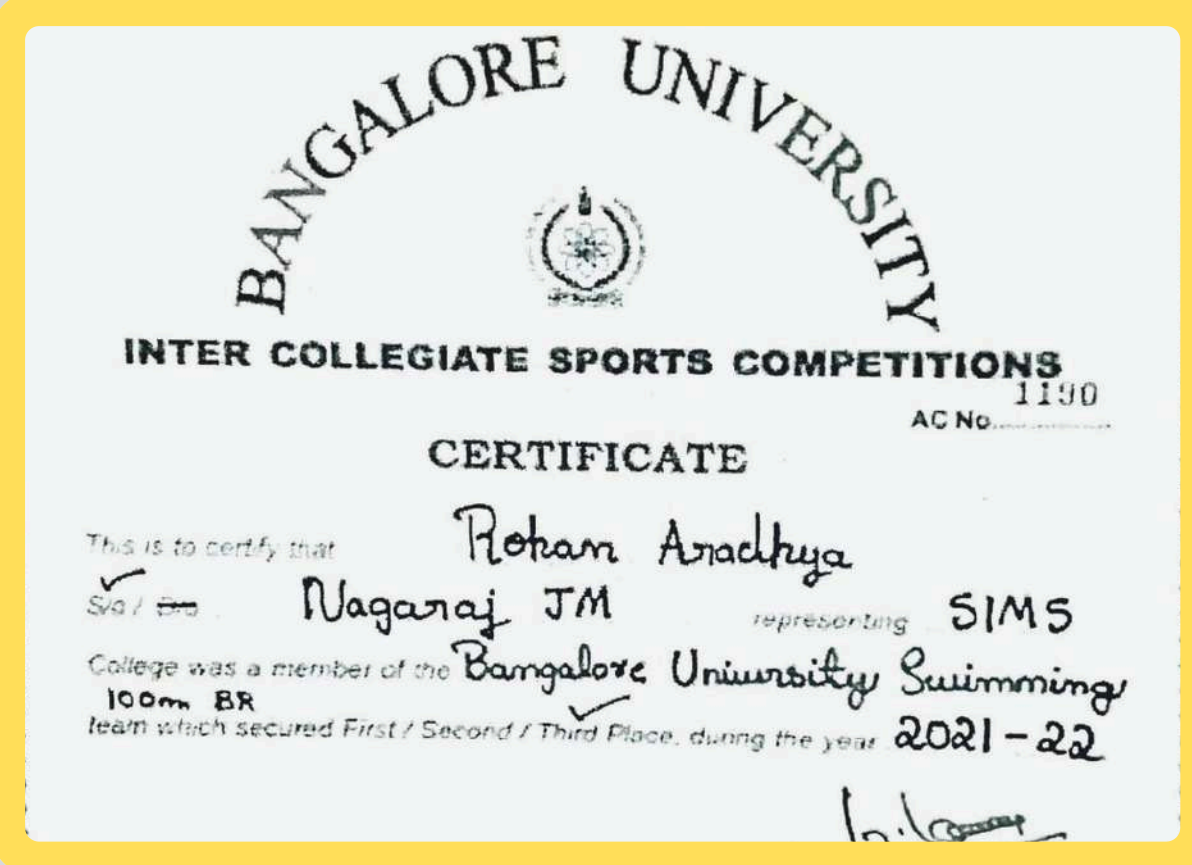 BANGALORE UNIVERSITY
INTER COLLEGIATE SPORTS COMPETITIONS
1190
AC No..................
CERTIFICATE
This is to certify that Rohan Aradhya
S/o / D/o Nagaraj JM representing SIMS
College was a member of the Bangalore University Swimming
100m BR
team which secured First / Second / Third Place, during the year 2021-22